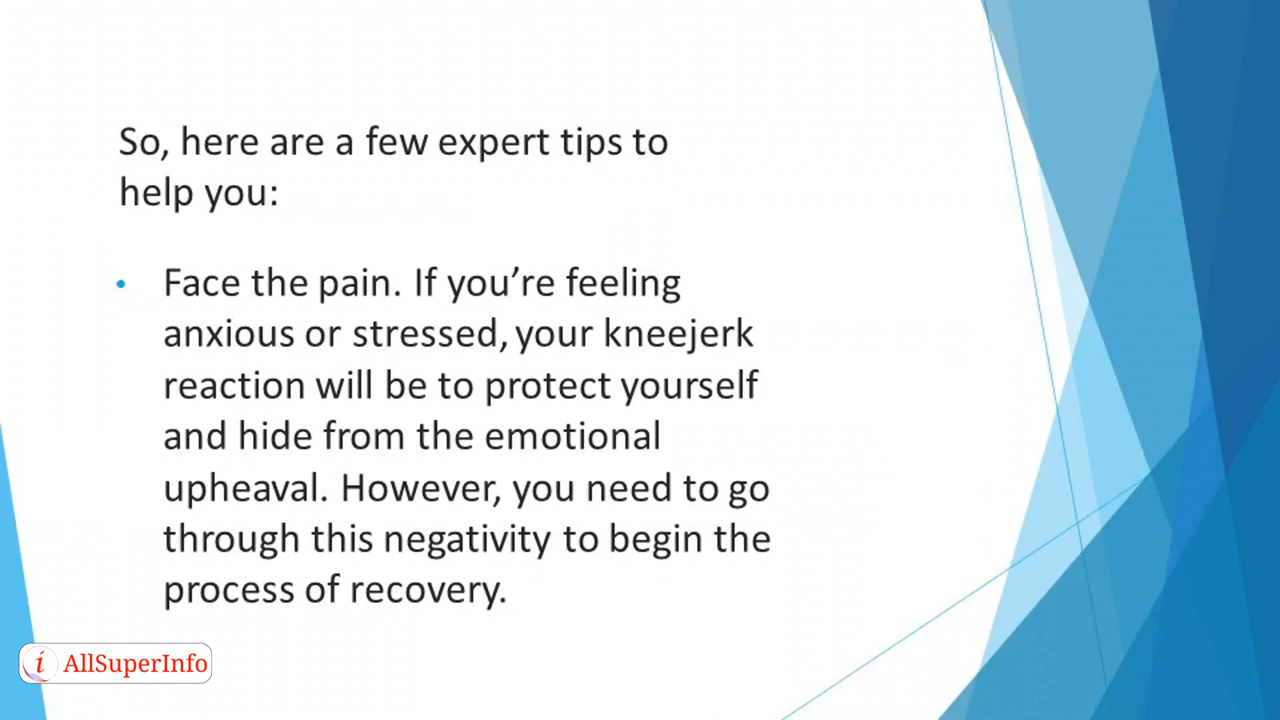 So, here are a few expert tips to
help you:
• Face the pain. If you’re feeling
anxious or stressed, your kneejerk
reaction will be to protect yourself
and hide from the emotional
upheaval. However, you need to go
through this negativity to begin the
process of recovery.
i AllSuperInfo